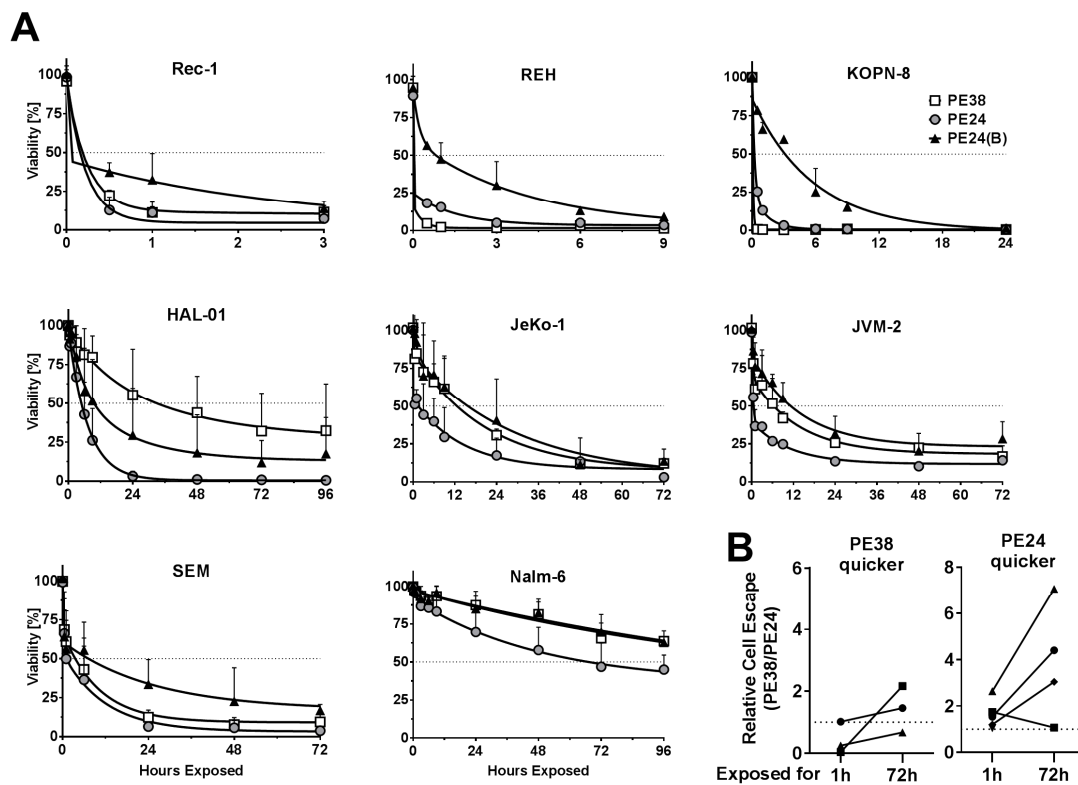 A
Rec-1
Viability [%]
100
75
50
25
0
0 1 2 3
REH
100
75
50
25
0
0 3 6 9
KOPN-8
PE38
PE24
PE24(B)
100
75
50
25
0
0 6 12 18 24
HAL-01
Viability [%]
100
75
50
25
0
0 24 48 72 96
JeKo-1
100
75
50
25
0
0 12 24 36 48 60 72
JVM-2
100
75
50
25
0
0 12 24 36 48 60 72
SEM
Viability [%]
100
75
50
25
0
0 24 48 72
Hours Exposed
Nalm-6
100
75
50
25
0
0 24 48 72 96
Hours Exposed
B
PE38
quicker
Relative Cell Escape
(PE38/PE24)
6
4
2
0
PE24
quicker
8
6
4
2
0
Exposed for 1h 72h 1h 72h